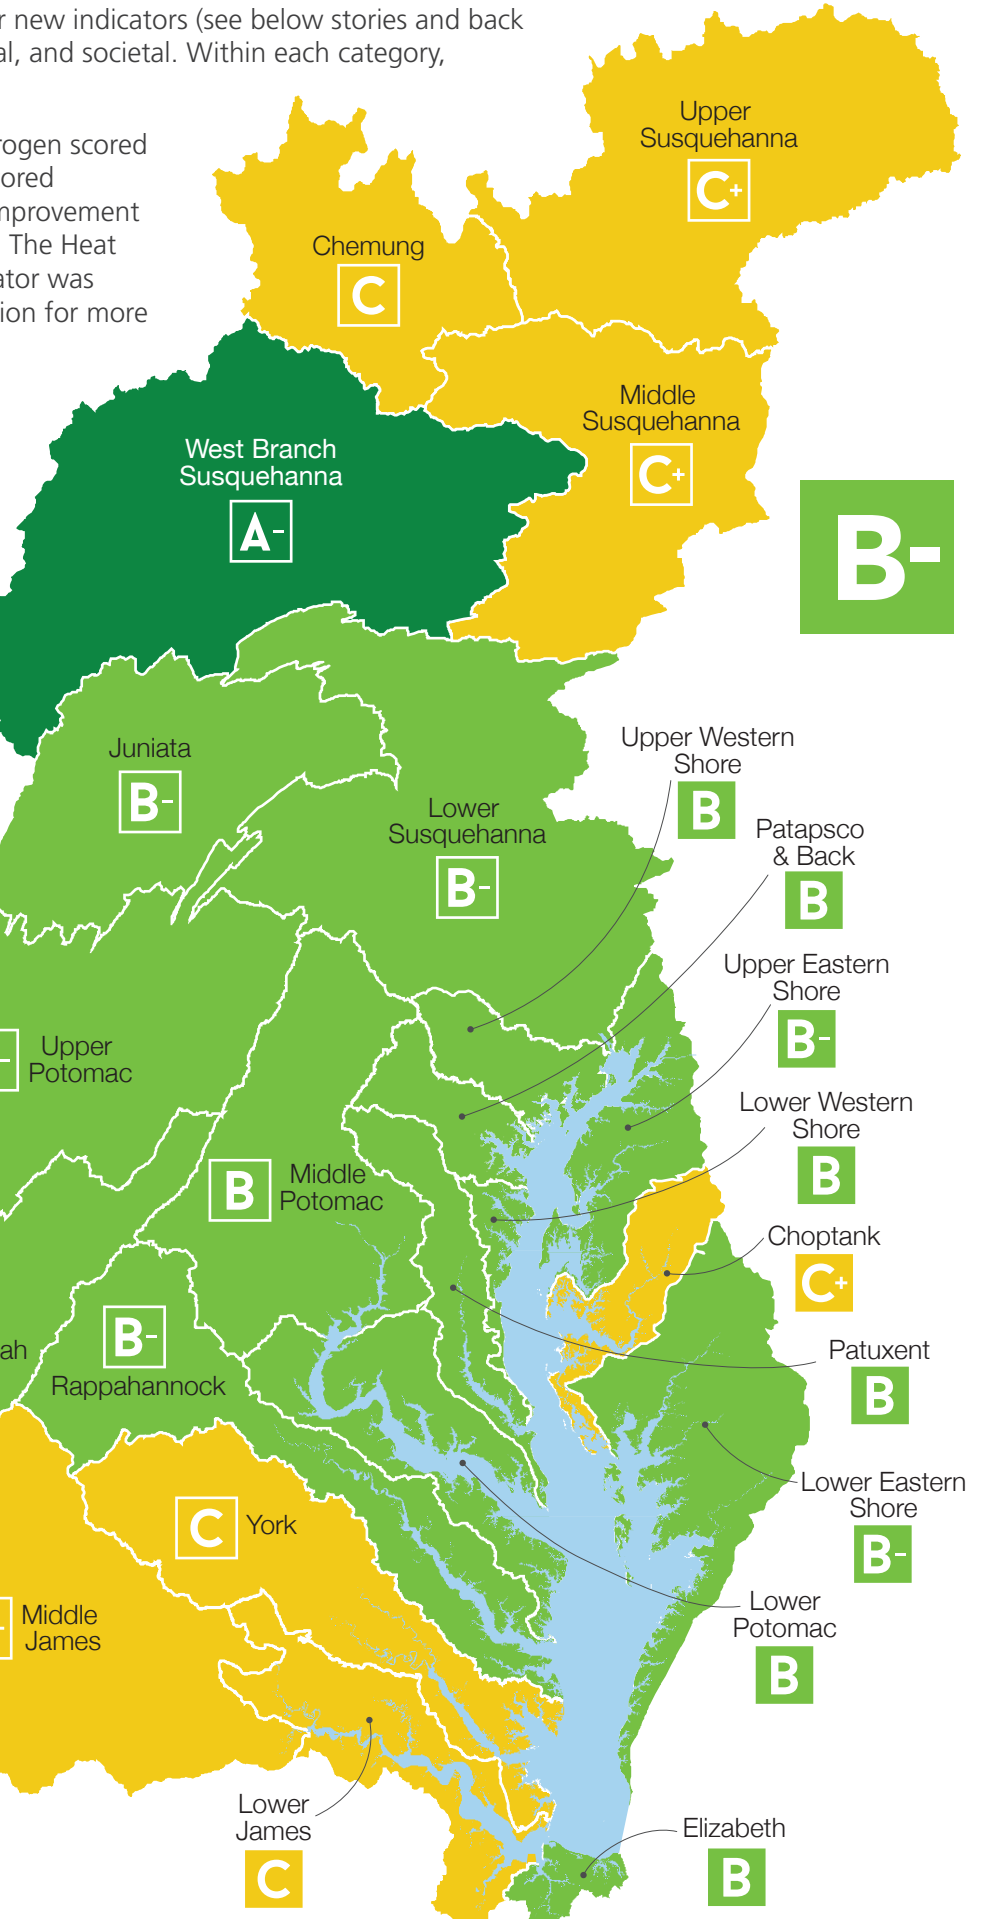 r new indicators (see below stories and back
al, and societal. Within each category,
rogen scored
ored
mprovement
. The Heat
ator was
tion for more
Upper
Susquehanna
C+
Chemung
C
Middle
Susquehanna
C+
West Branch
Susquehanna
A-
B-
Juniata
B-
Lower
Susquehanna
B-
Upper Western
Shore
B
Patapsco
& Back
B
Upper Eastern
Shore
B-
Upper
Potomac
-
Lower Western
Shore
B
Middle
Potomac
B
Choptank
C+
ah
Rappahannock
B-
Patuxent
B
Lower Eastern
Shore
B-
York
C
Middle
James
Lower
Potomac
B
Lower
James
C
Elizabeth
B